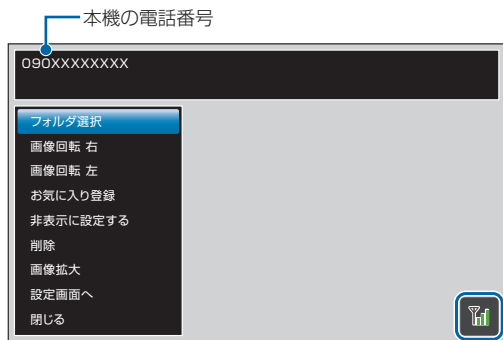 本機の電話番号
090XXXXXXXX
フォルダ選択
画像回転 右
画像回転 左
お気に入り登録
非表示に設定する
削除
画像拡大
設定画面へ
閉じる